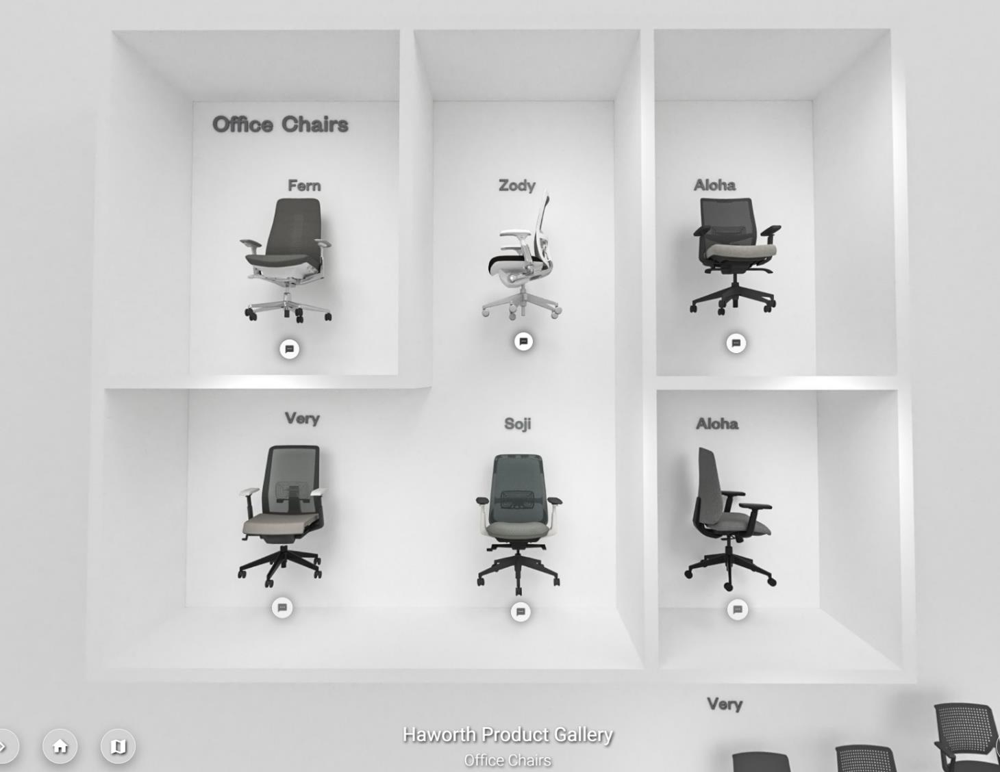 Office Chairs
Fern
Zody
Aloha
Very
Soji
Aloha
Very
Haworth Product Gallery
Office Chairs